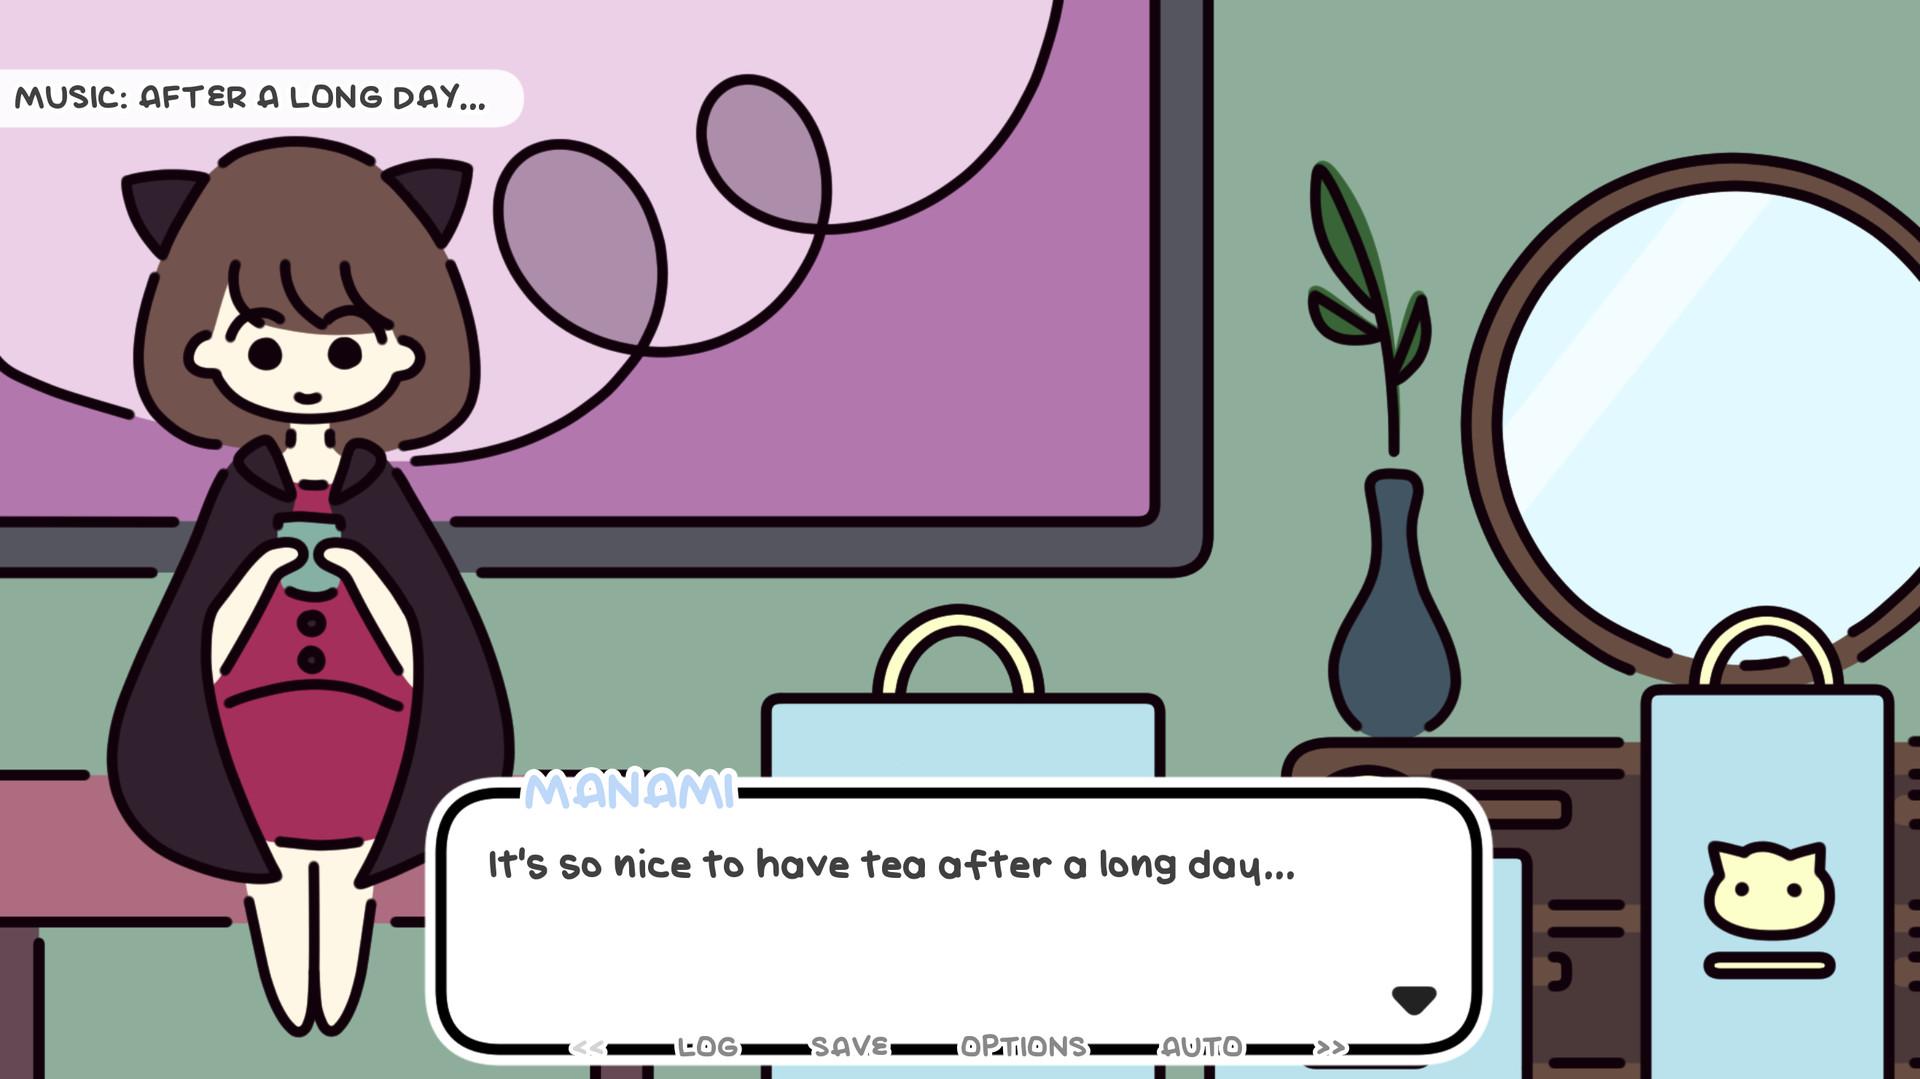 MUSIC: AFTER A LONG DAY...
MANAMI
It's so nice to have tea after a long day...
<< LOG SAVE OPTIONS AUTO >>